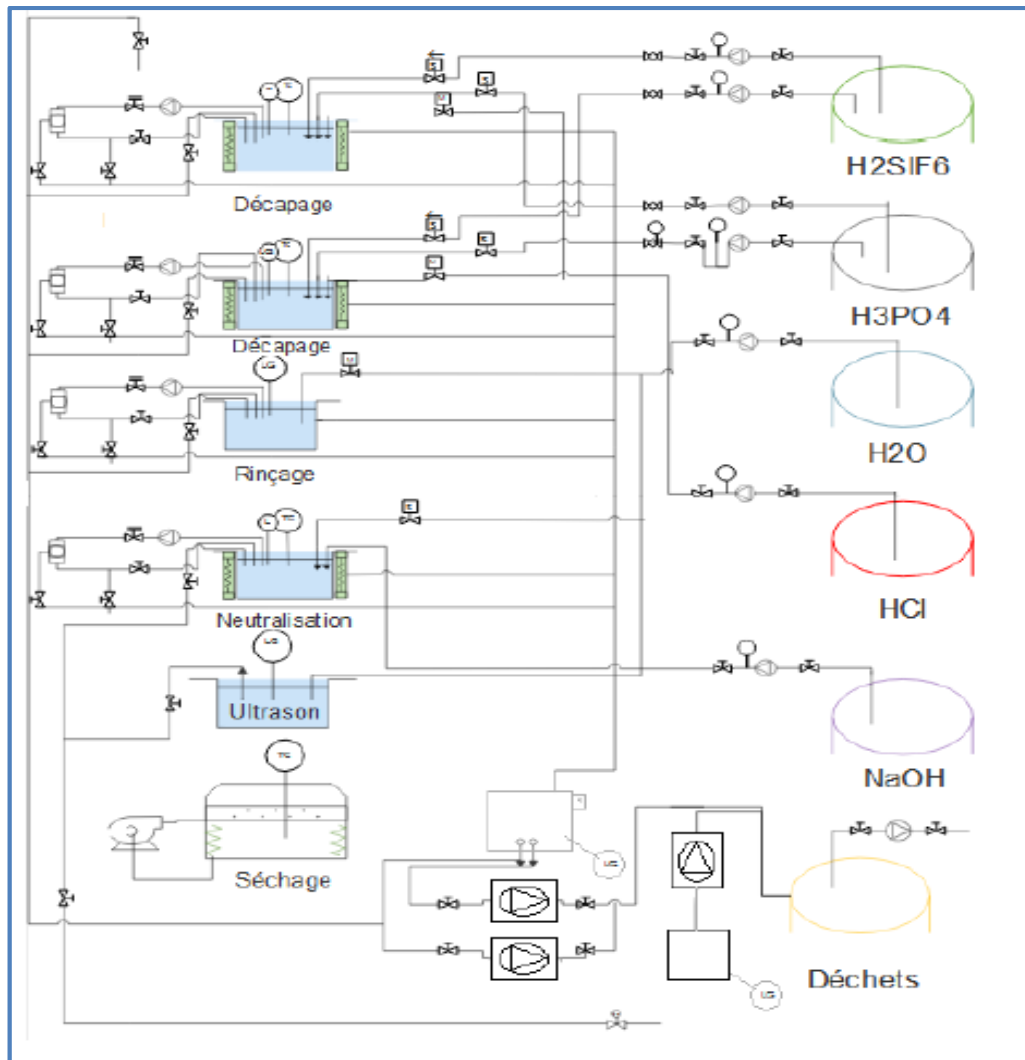 H2SIF6
Décapage
H3PO4
Décapage
H2O
Rinçage
HCl
Neutralisation
Ultrason
NaOH
Séchage
Déchets